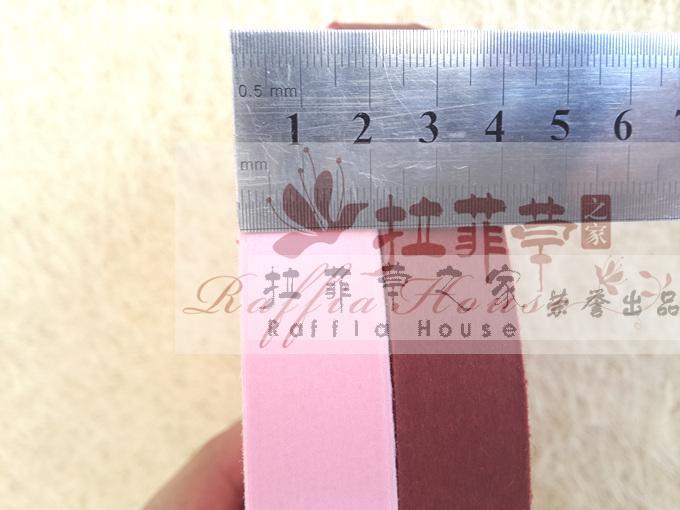 0.5 mm
1 2 3 4 5 6 7
mm
拉菲草之家
拉菲草之家
Raffia House
Raffia House
荣誉出品